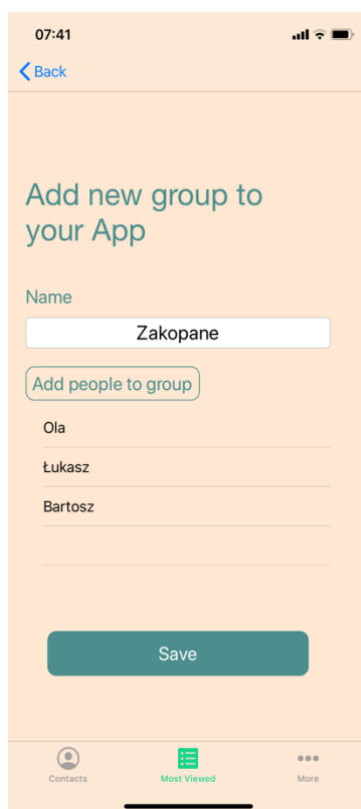 07:41
Back
Add new group to
your App
Name
Zakopane
Add people to group
Ola
Łukasz
Bartosz
Save
Contacts
Most Viewed
More